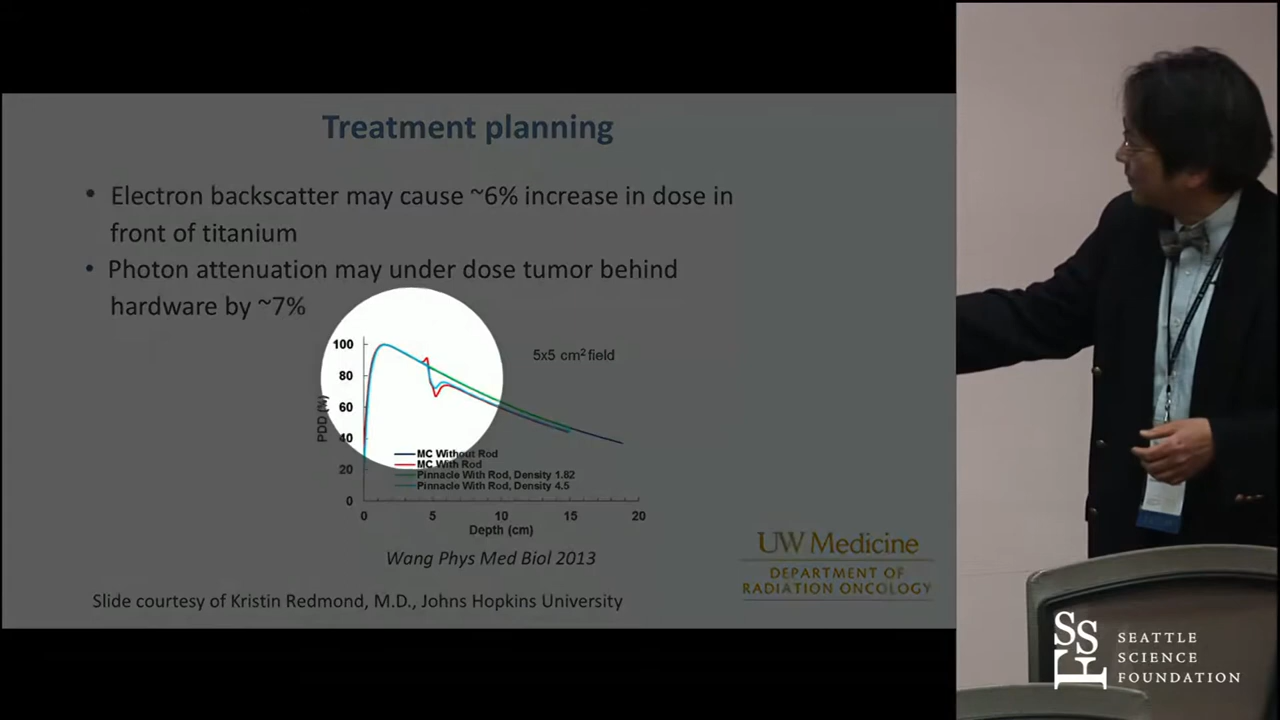 Treatment planning
• Electron backscatter may cause ~6% increase in dose in
front of titanium
• Photon attenuation may under dose tumor behind
hardware by ~7%
5x5 cm² field
100
80
60
40
20
0
PDD (%)
MC Without Rod
MC With Rod
Pinnacle With Rod, Density 1.82
Pinnacle With Rod, Density 4.5
0 5 10 15 20
Depth (cm)
Wang Phys Med Biol 2013
Slide courtesy of Kristin Redmond, M.D., Johns Hopkins University
UW Medicine
DEPARTMENT OF
RADIATION ONCOLOGY
SSF
SEATTLE
SCIENCE
FOUNDATION